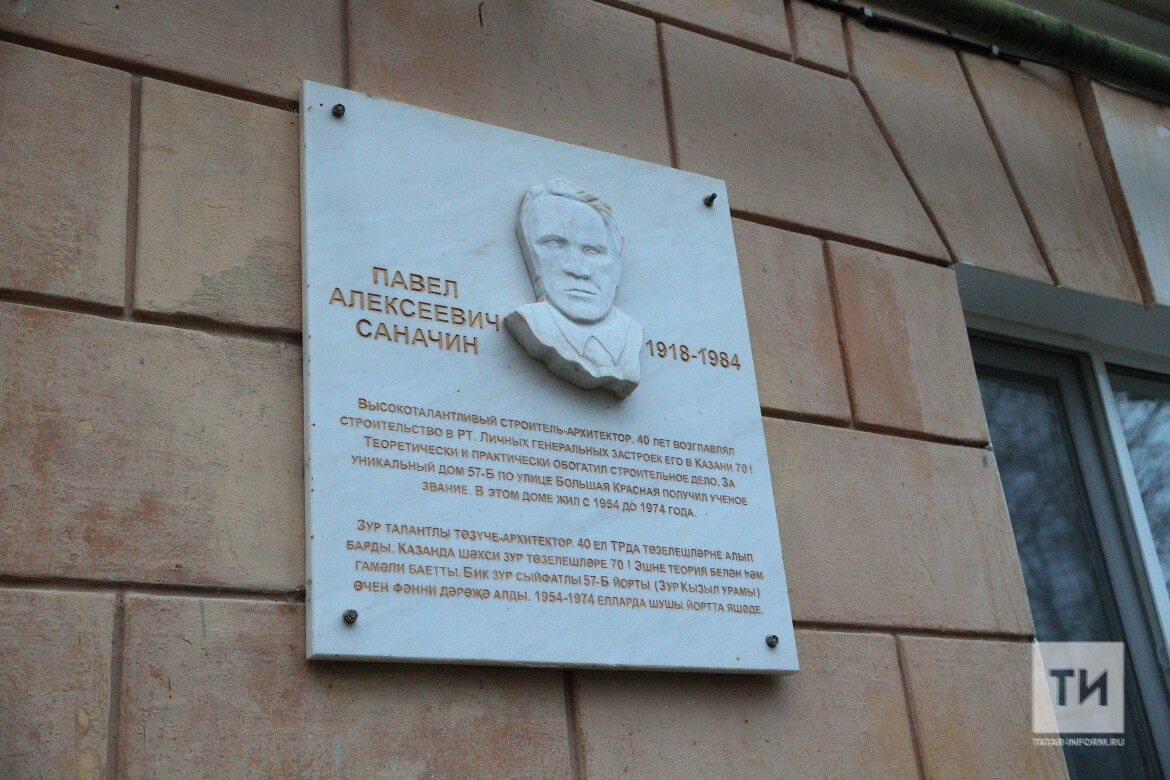 ПАВЕЛ
АЛЕКСЕЕВИЧ
САНАЧИН
1918-1984
Высокоталантливый строитель-архитектор. 40 лет возглавлял
строительство в РТ. Личных генеральных застроек его в Казани 70 !
Теоретически и практически обогатил строительное дело. За
уникальный дом 57-Б по улице Большая Красная получил ученое
звание. В этом доме жил с 1954 до 1974 года.
Зур талантлы төзүче-архитектор. 40 ел ТРда төзелешләрне алып
барды. Казанда шәхси зур төзелешләре 70 ! Эшне теория белән һәм
гамәли баетты. Бик зур сыйфатлы 57-Б йорты (Зур Кызыл урамы)
өчен фәнни дәрәҗә алды. 1954-1974 елларда шушы йортта яшәде.
ТИ
TATAR-INFORM.RU